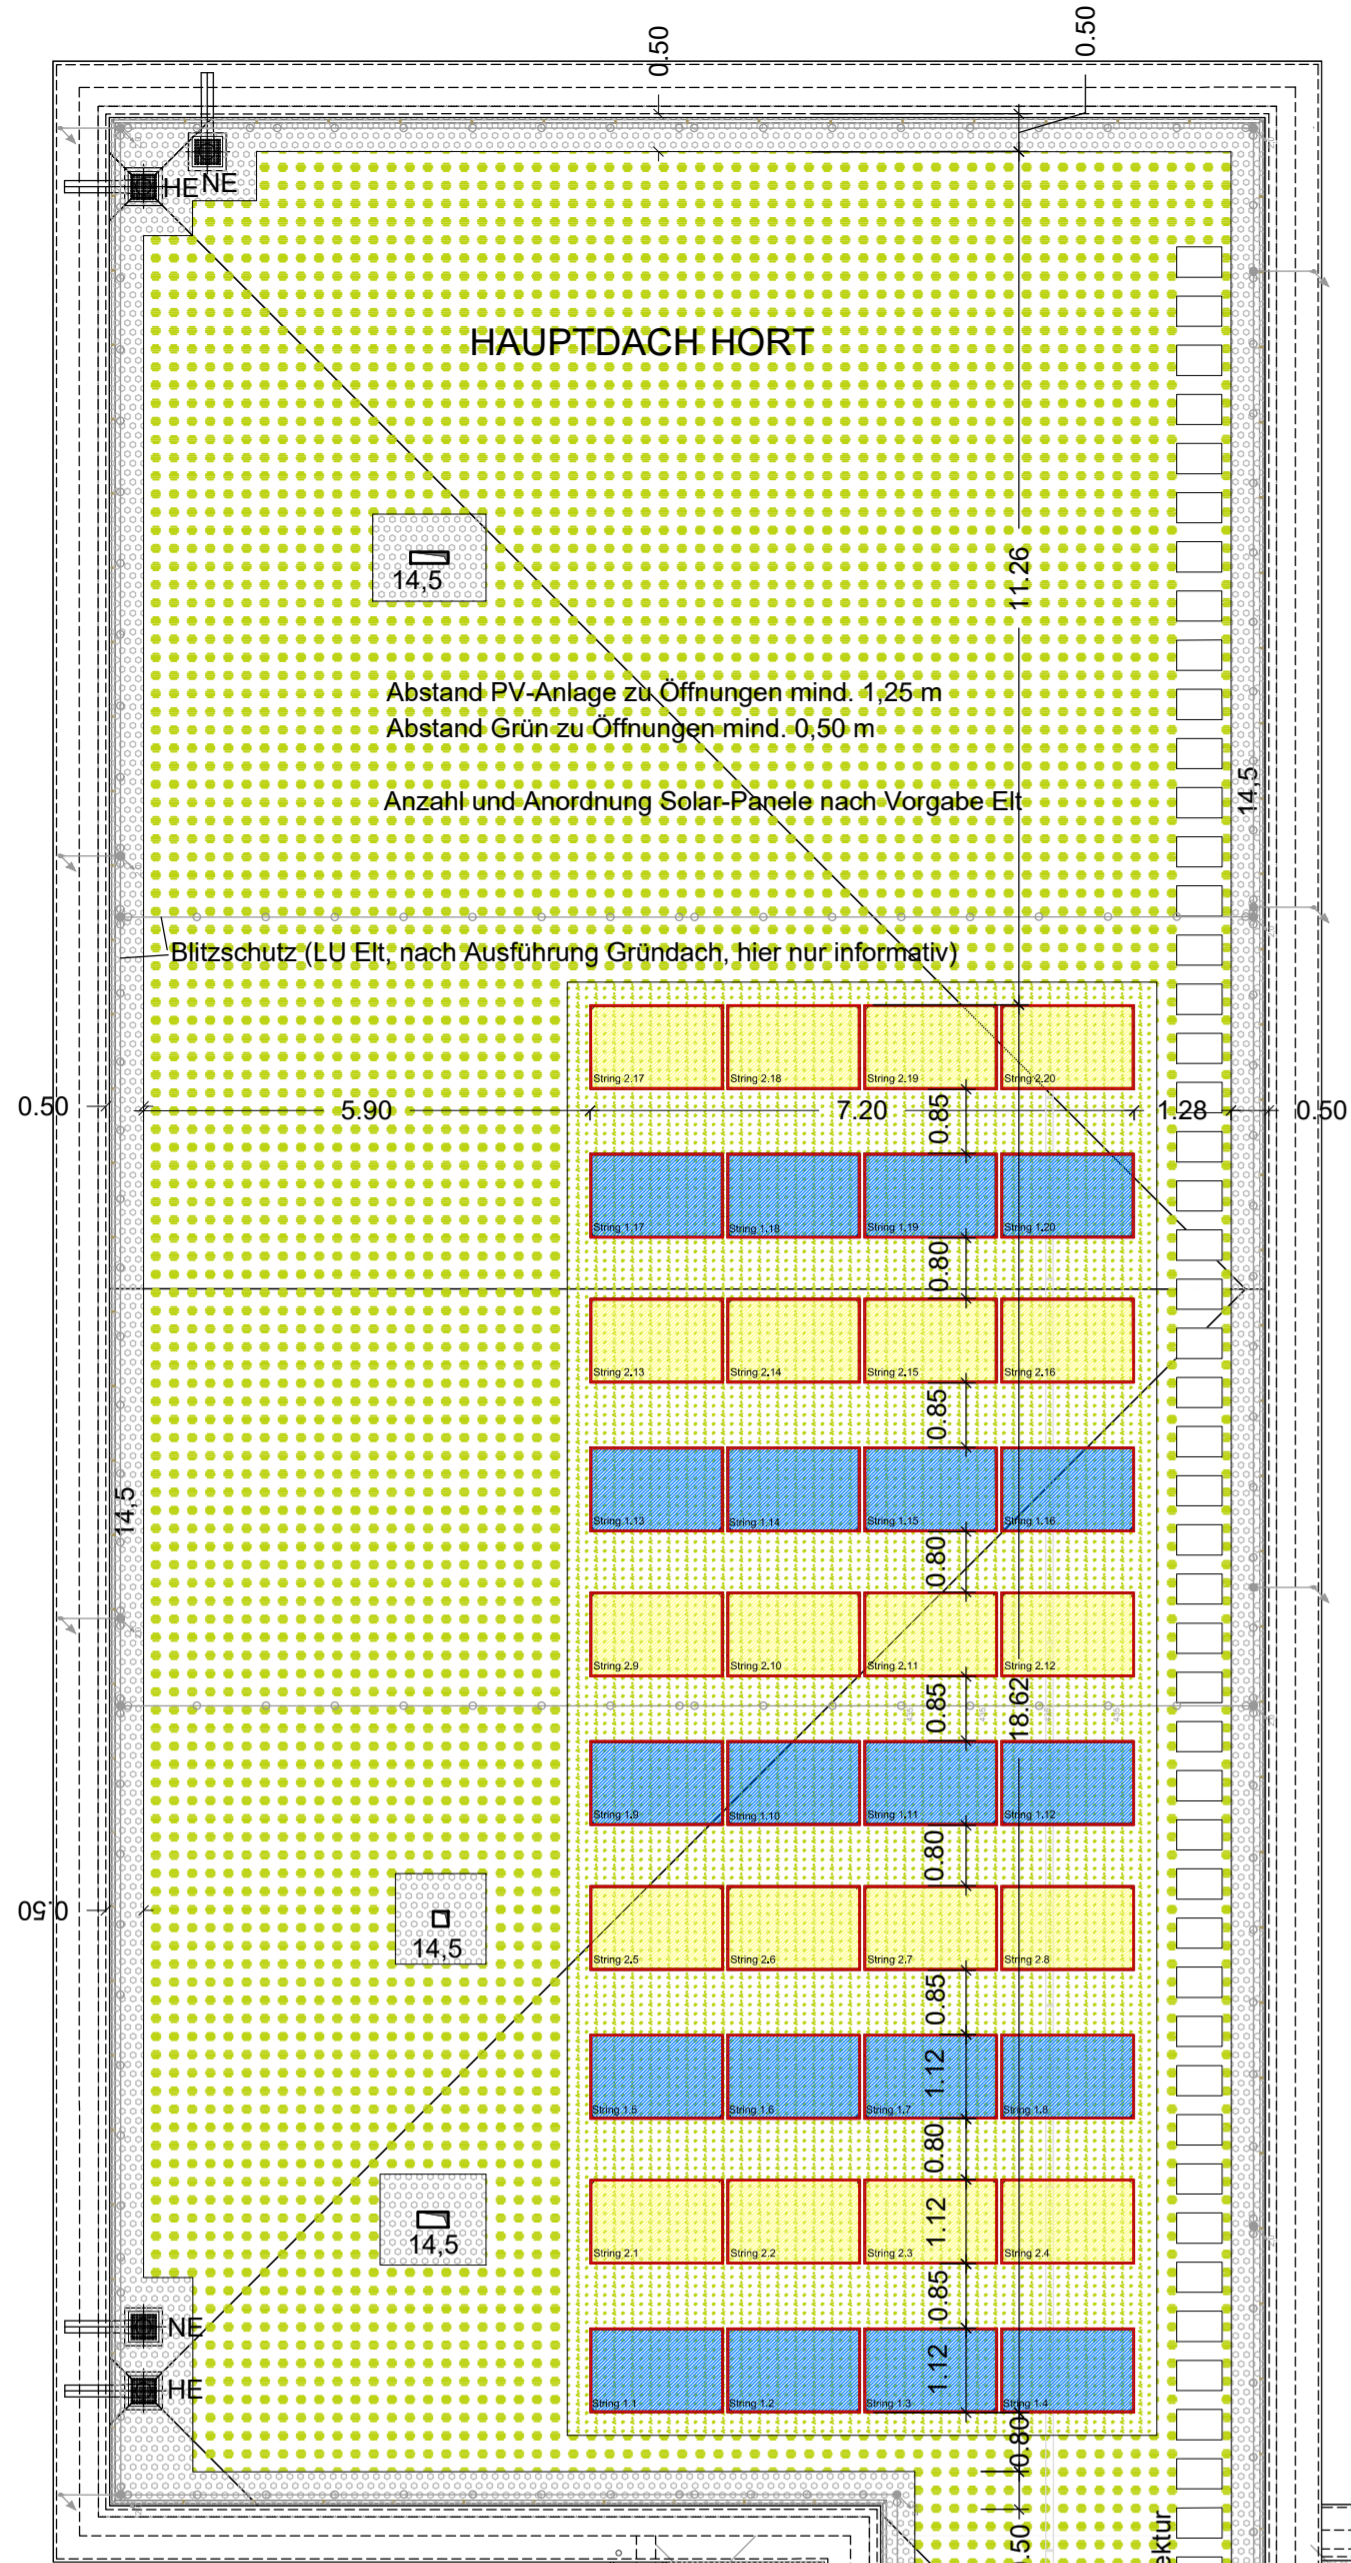 0.50
0.50
HE
NE
HAUPTDACH HORT
11.26
14,5
Abstand PV-Anlage zu Öffnungen mind. 1,25 m
Abstand Grün zu Öffnungen mind. 0,50 m
14,5
Anzahl und Anordnung Solar-Panele nach Vorgabe Elt
Blitzschutz (LU Elt, nach Ausführung Gründach, hier nur informativ)
String 2.17 String 2.18 String 2.19 String 2.20
0.50 5.90 7.20 1.28 0.50
0.85
String 1.17 String 1.18 String 1.19 String 1.20
0.80
String 2.13 String 2.14 String 2.15 String 2.16
0.85
14,5
String 1.13 String 1.14 String 1.15 String 1.16
0.80
String 2.9 String 2.10 String 2.11 String 2.12
0.85
18.62
String 1.9 String 1.10 String 1.11 String 1.12
0.80
0.50
14,5
String 2.5 String 2.6 String 2.7 String 2.8
0.85
1.12
String 1.5 String 1.6 String 1.7 String 1.8
0.80
1.12
14,5
String 2.1 String 2.2 String 2.3 String 2.4
0.85
NE
1.12
HE
String 1.1 String 1.2 String 1.3 String 1.4
0.80
.50
ektur